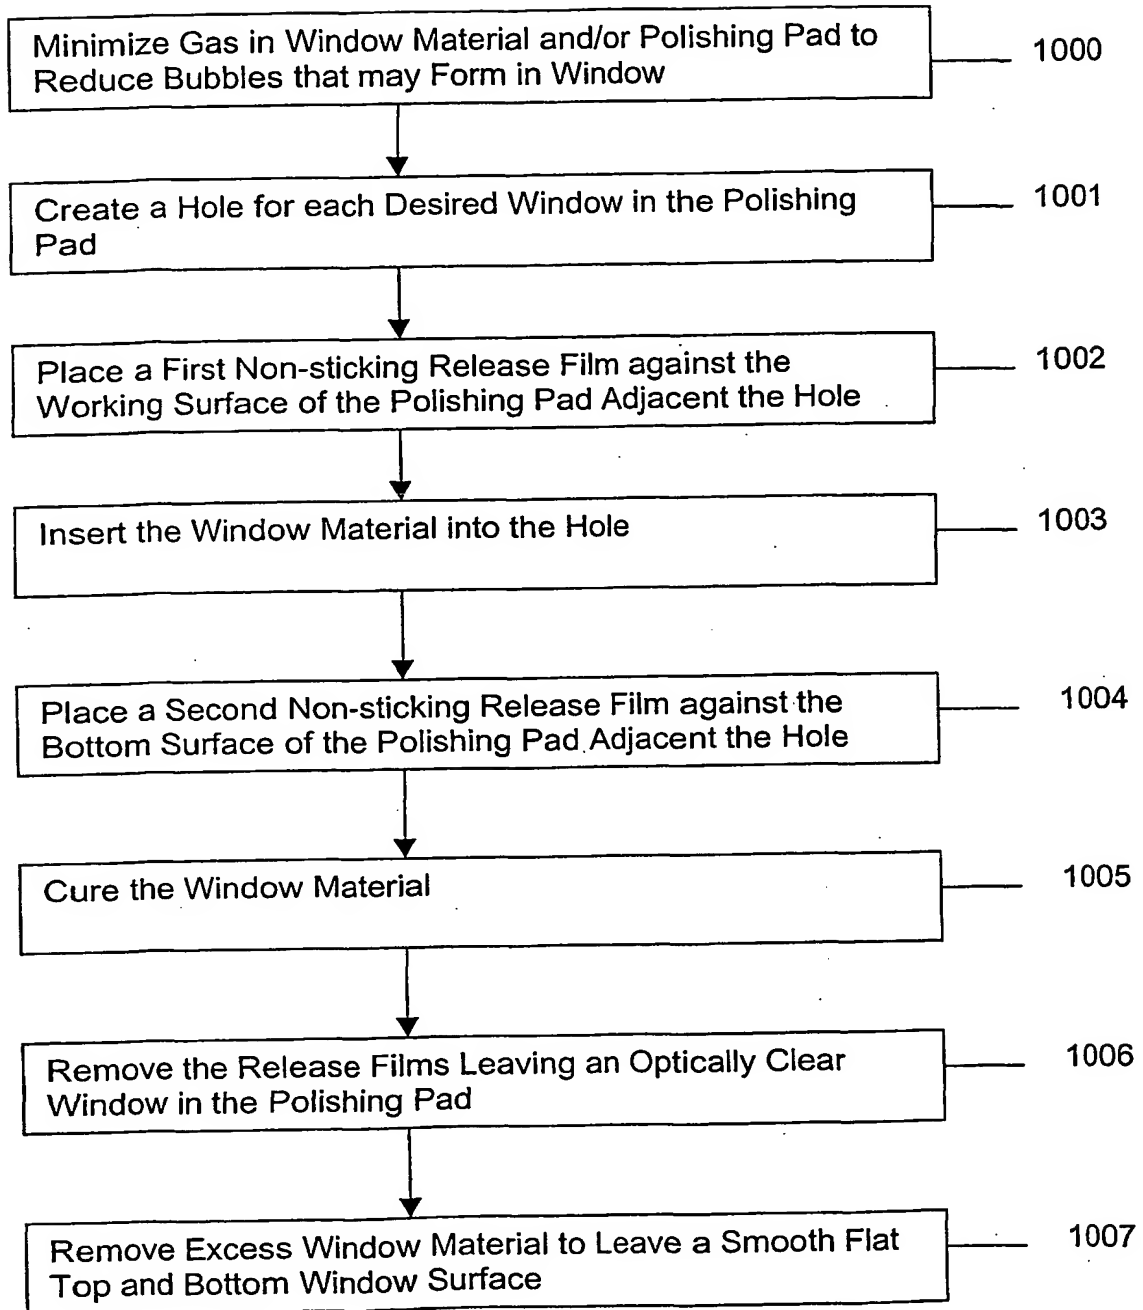 Minimize Gas in Window Material and/or Polishing Pad to
Reduce Bubbles that may Form in Window
1000
Create a Hole for each Desired Window in the Polishing
Pad
1001
Place a First Non-sticking Release Film against the
Working Surface of the Polishing Pad Adjacent the Hole
1002
Insert the Window Material into the Hole
1003
Place a Second Non-sticking Release Film against the
Bottom Surface of the Polishing Pad Adjacent the Hole
1004
Cure the Window Material
1005
Remove the Release Films Leaving an Optically Clear
Window in the Polishing Pad
1006
Remove Excess Window Material to Leave a Smooth Flat
Top and Bottom Window Surface
1007